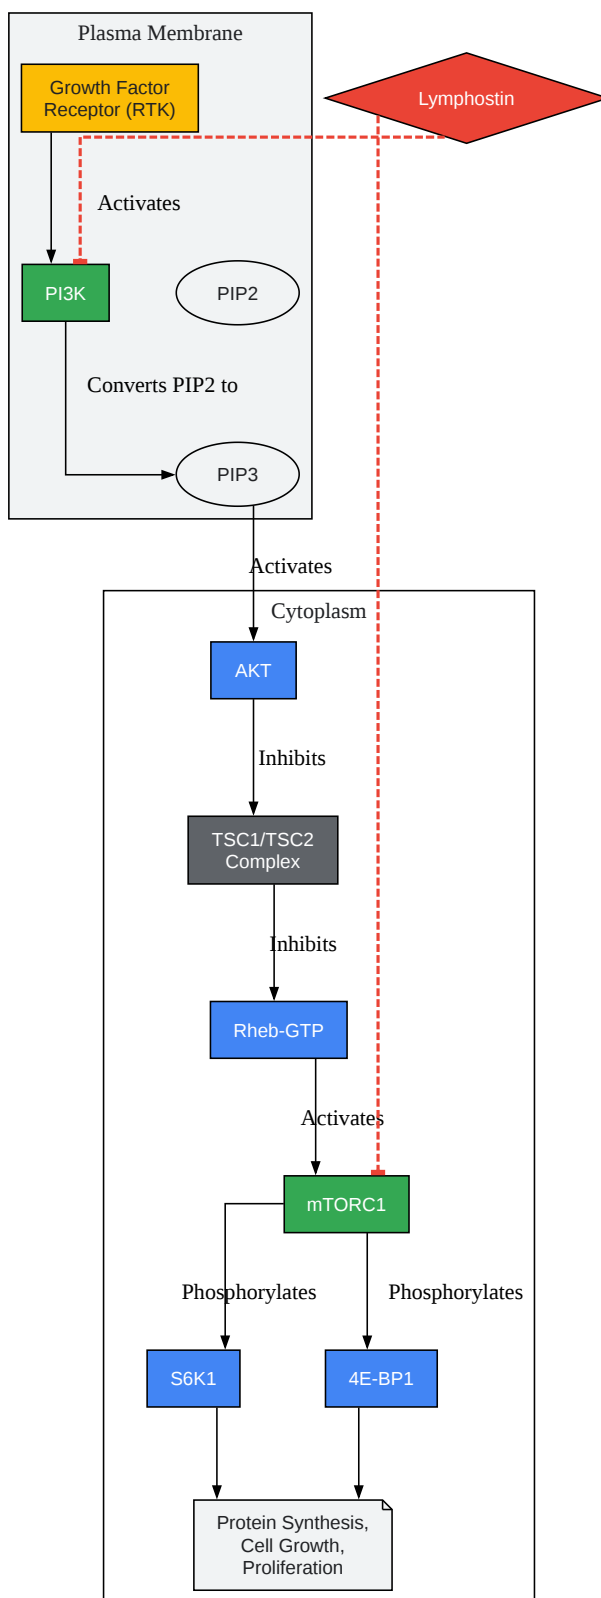 Plasma Membrane
Growth Factor
Receptor (RTK)
Lymphostin
Activates
PI3K
PIP2
Converts PIP2 to
PIP3
Activates
Cytoplasm
AKT
Inhibits
TSC1/TSC2
Complex
Inhibits
Rheb-GTP
Activates
mTORC1
Phosphorylates
Phosphorylates
S6K1
4E-BP1
Protein Synthesis,
Cell Growth,
Proliferation